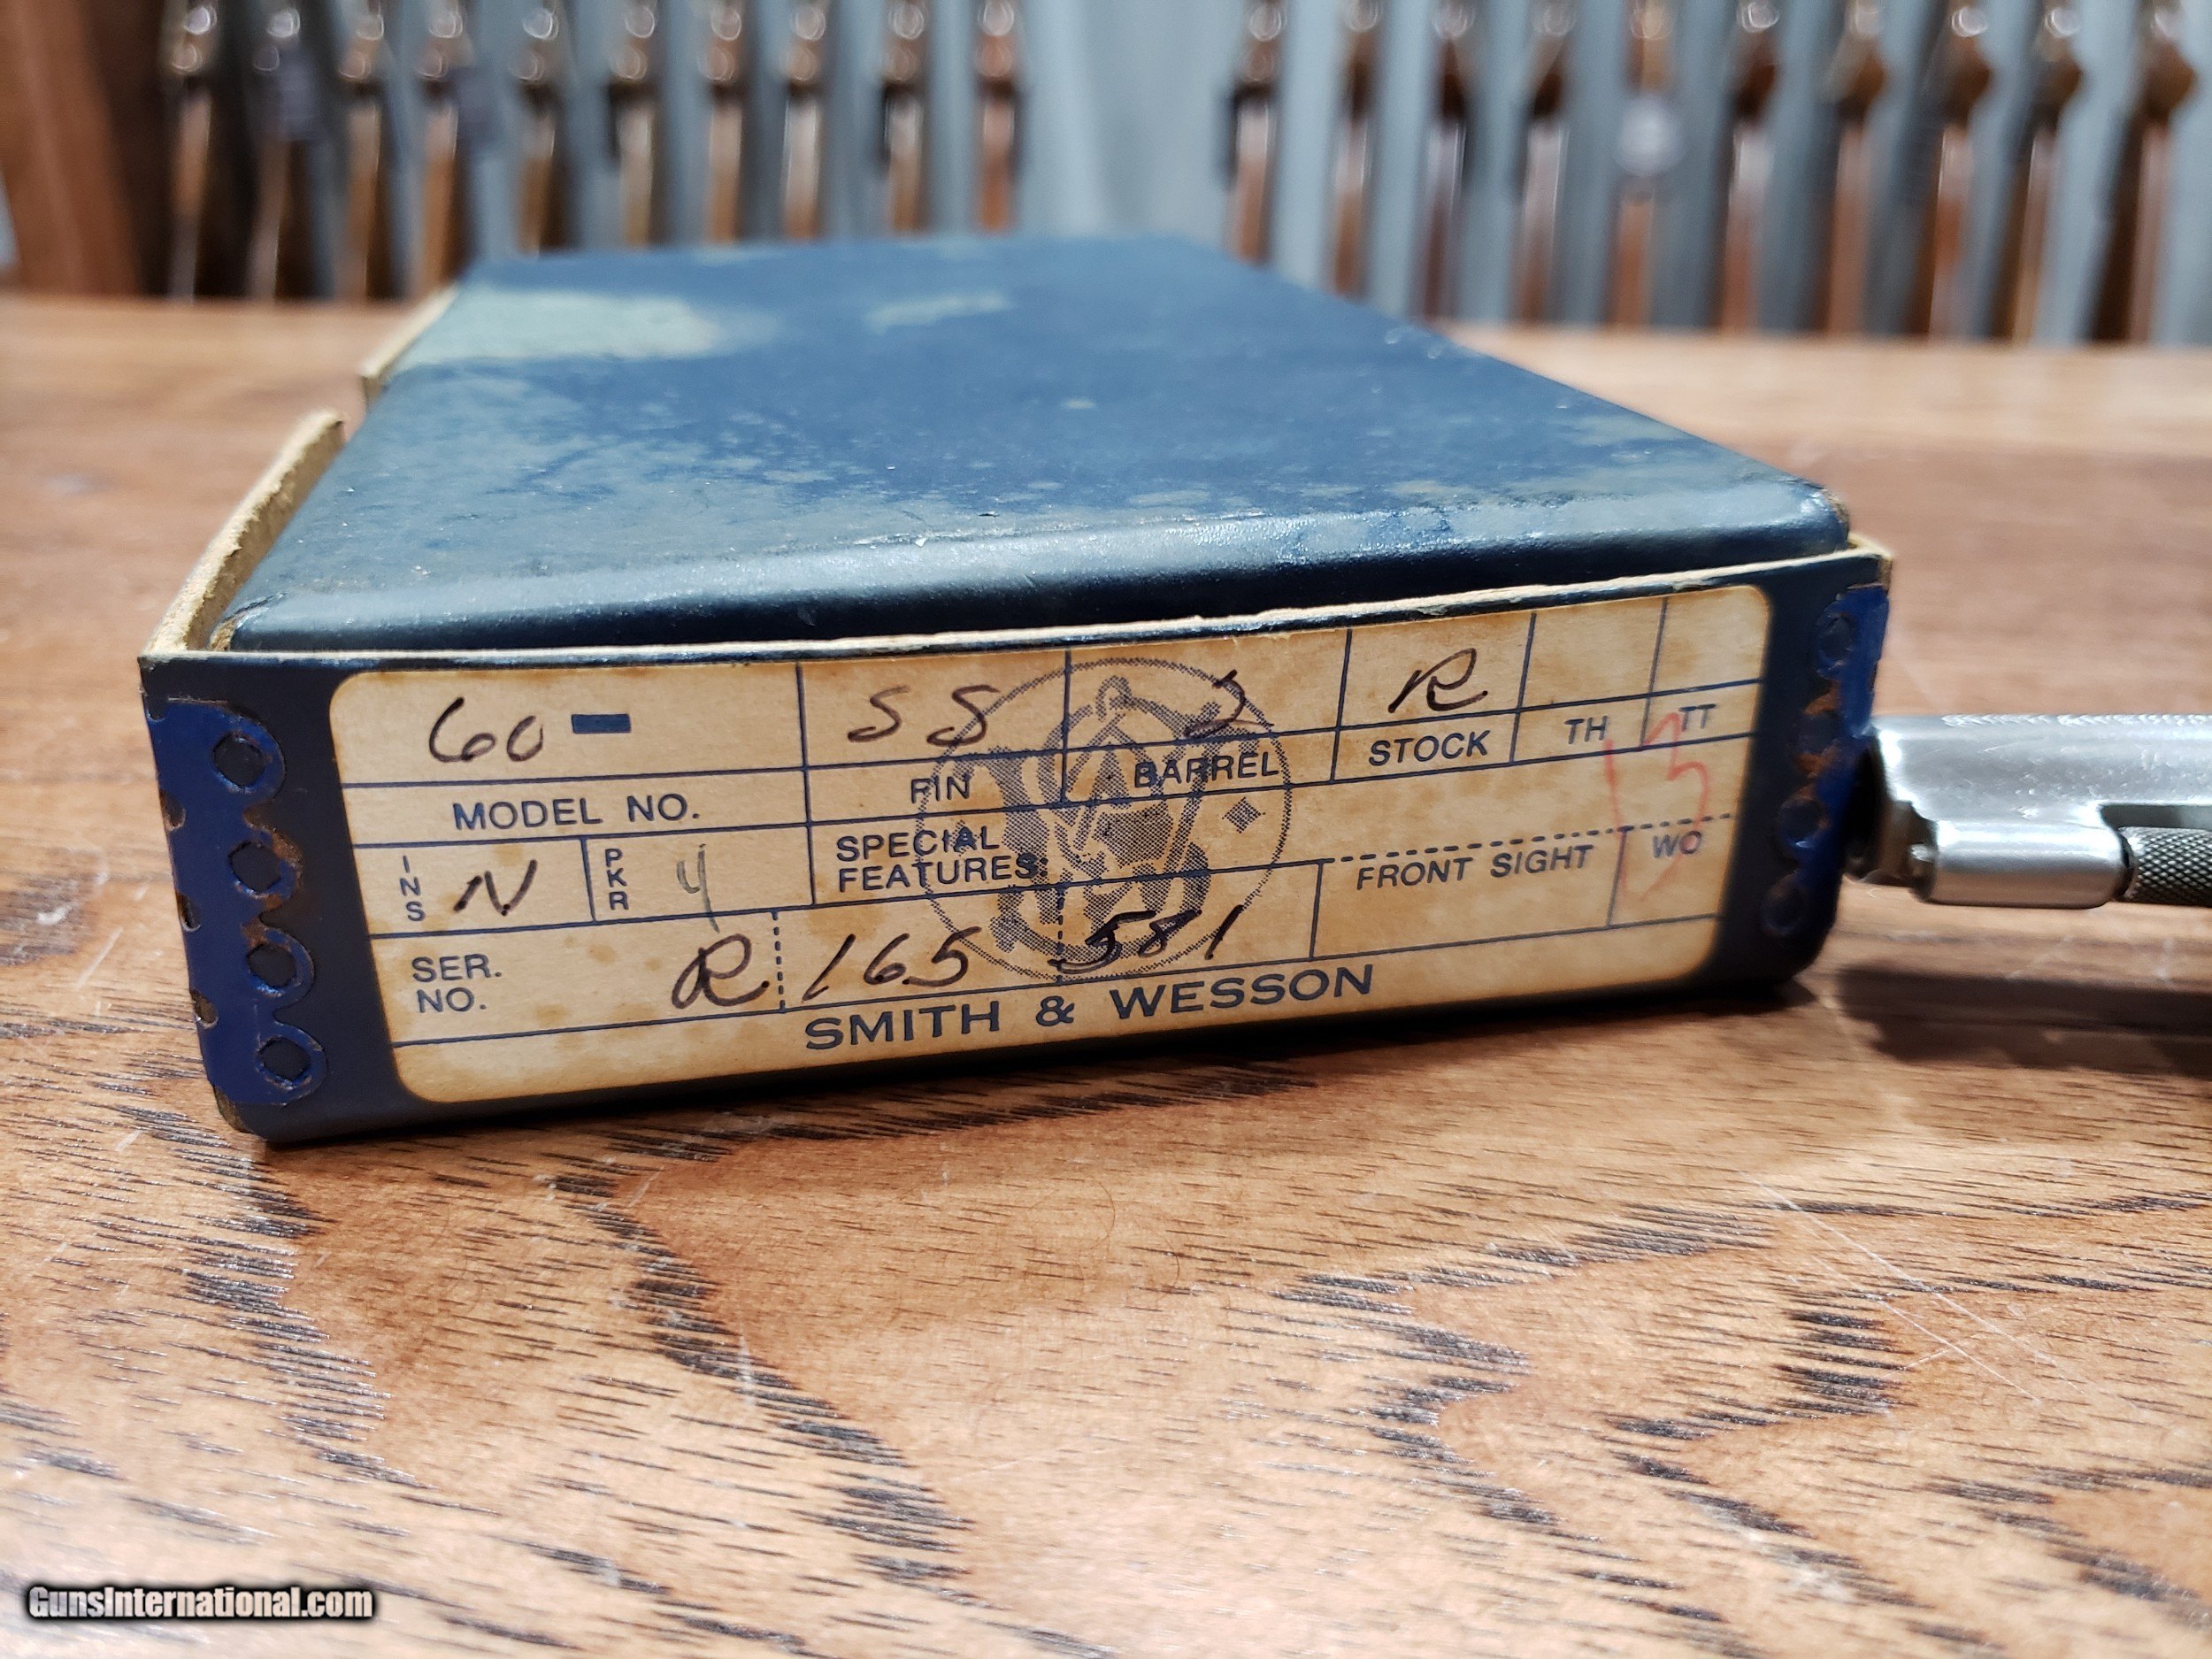 60 - SS 2 R
MODEL NO. FIN BARREL STOCK TH TT
INS N PKR 4 SPECIAL FEATURES: FRONT SIGHT WO
SER. NO. R 165 581
SMITH & WESSON
GunsInternational.com